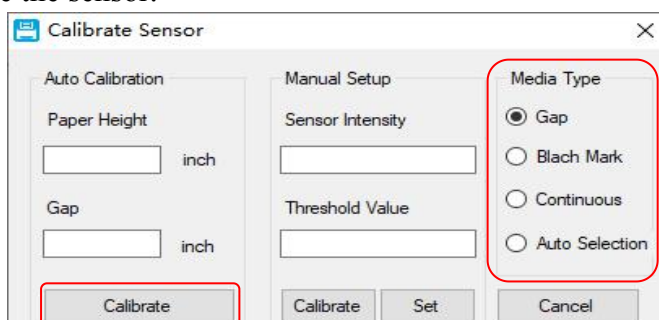 Calibrate Sensor
Auto Calibration
Paper Height
inch
Gap
inch
Calibrate
Manual Setup
Sensor Intensity
Threshold Value
Calibrate Set
Media Type
Gap
Blach Mark
Continuous
Auto Selection
Cancel